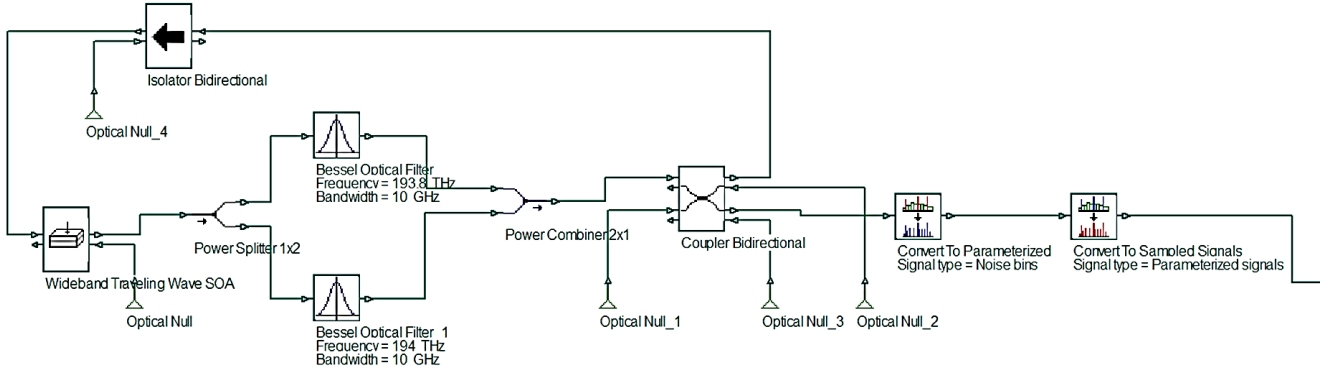 Isolator Bidirectional
Optical Null_4
Bessel Optical Filter
Frequency = 193.8 THz
Bandwidth = 10 GHz
Power Splitter 1x2
Power Combiner 2x1
Coupler Bidirectional
Convert To Parameterized
Signal type = Noise bins
Convert To Sampled Signals
Signal type = Parameterized signals
Wideband Traveling Wave SOA
Optical Null
Optical Null_1
Optical Null_3
Optical Null_2
Bessel Optical Filter_1
Frequency = 194 THz
Bandwidth = 10 GHz